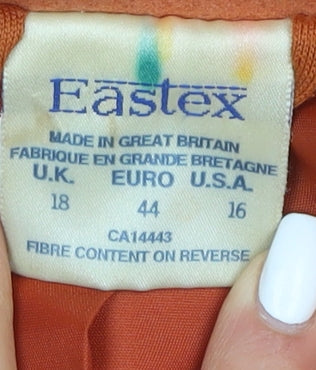 Eastex
MADE IN GREAT BRITAIN
FABRIQUE EN GRANDE BRETAGNE
U.K. EURO U.S.A.
18 44 16
CA14443
FIBRE CONTENT ON REVERSE